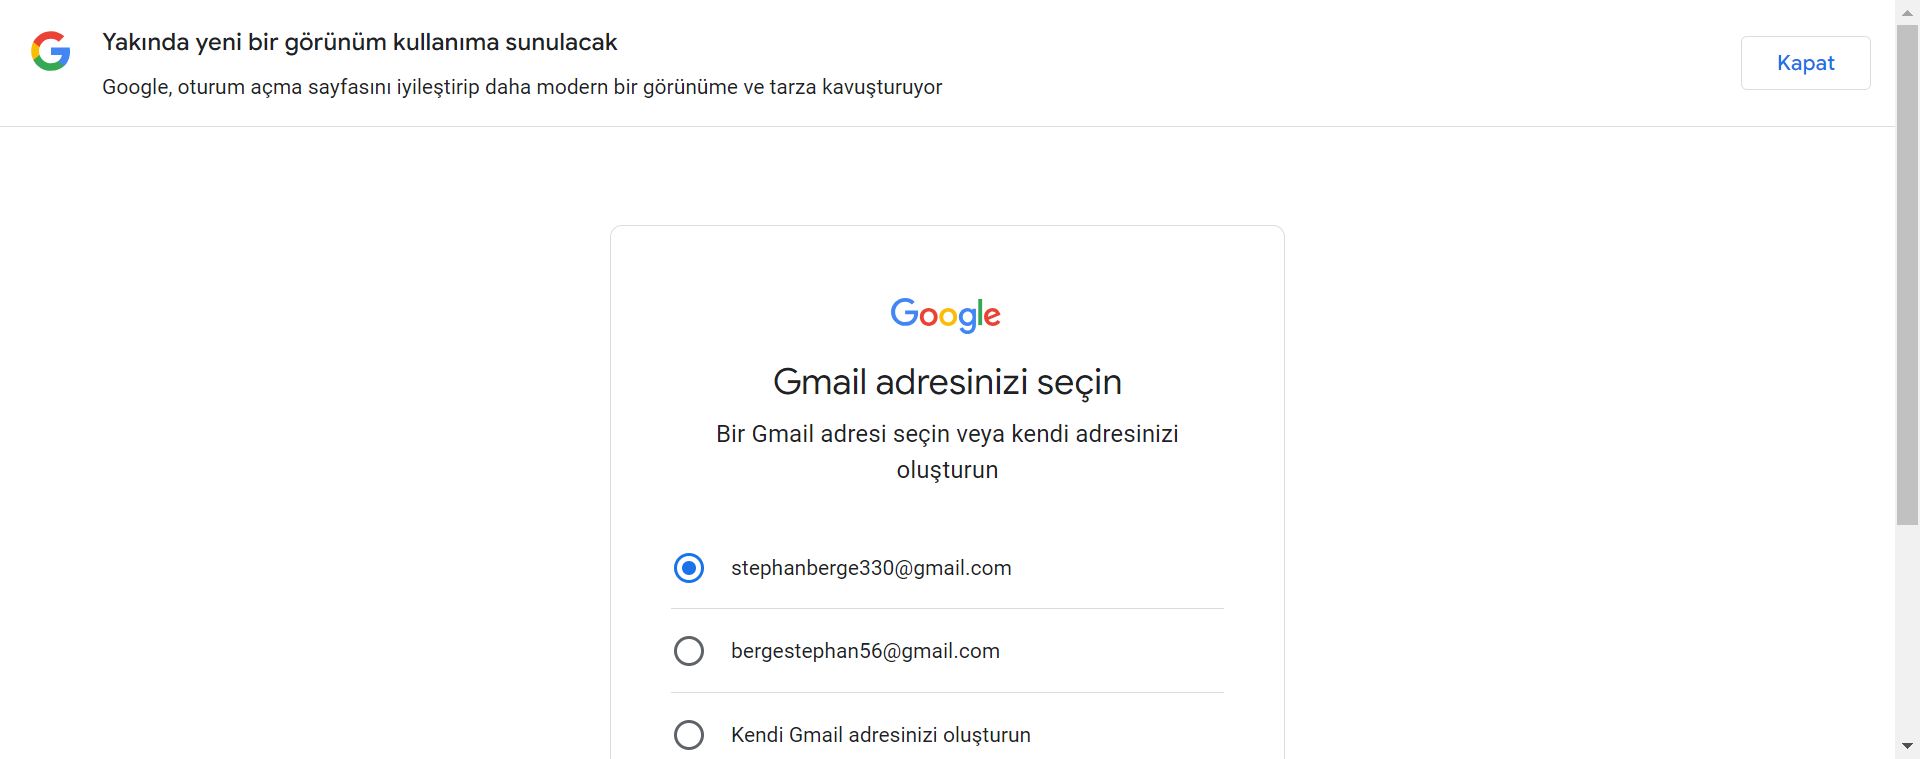 Yakında yeni bir görünüm kullanıma sunulacak
Google, oturum açma sayfasını iyileştirip daha modern bir görünüme ve tarza kavuşturuyor
Kapat
Google
Gmail adresinizi seçin
Bir Gmail adresi seçin veya kendi adresinizi
oluşturun
stephanberge330@gmail.com
bergestephan56@gmail.com
Kendi Gmail adresinizi oluşturun